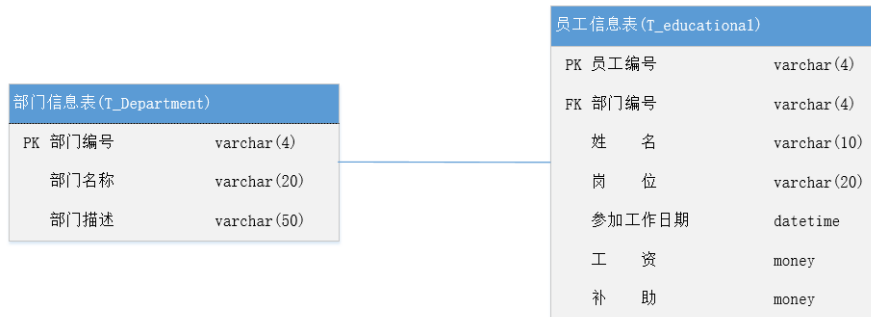 部门信息表(T_Department)
PK 部门编号 varchar(4)
部门名称 varchar(20)
部门描述 varchar(50)
员工信息表(T_educational)
PK 员工编号 varchar(4)
FK 部门编号 varchar(4)
姓 名 varchar(10)
岗 位 varchar(20)
参加工作日期 datetime
工 资 money
补 助 money